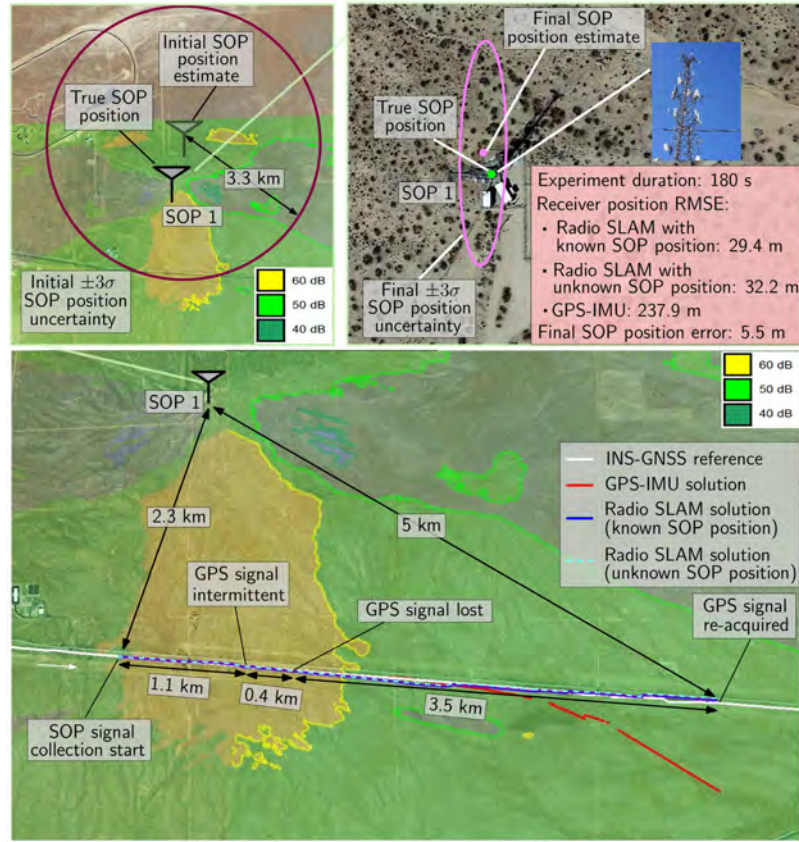 Initial SOP
position
estimate
True SOP
position
3.3 km
SOP 1
Initial ±3σ
SOP position
uncertainty
60 dB
50 dB
40 dB
Final SOP
position estimate
True SOP
position
SOP 1
Final ±3σ
SOP position
uncertainty
Experiment duration: 180 s
Receiver position RMSE:
• Radio SLAM with
known SOP position: 29.4 m
• Radio SLAM with
unknown SOP position: 32.2 m
• GPS-IMU: 237.9 m
Final SOP position error: 5.5 m
SOP 1
60 dB
50 dB
40 dB
INS-GNSS reference
GPS-IMU solution
Radio SLAM solution
(known SOP position)
Radio SLAM solution
(unknown SOP position)
2.3 km
5 km
GPS signal
intermittent
GPS signal lost
GPS signal
re-acquired
1.1 km
0.4 km
3.5 km
SOP signal
collection start